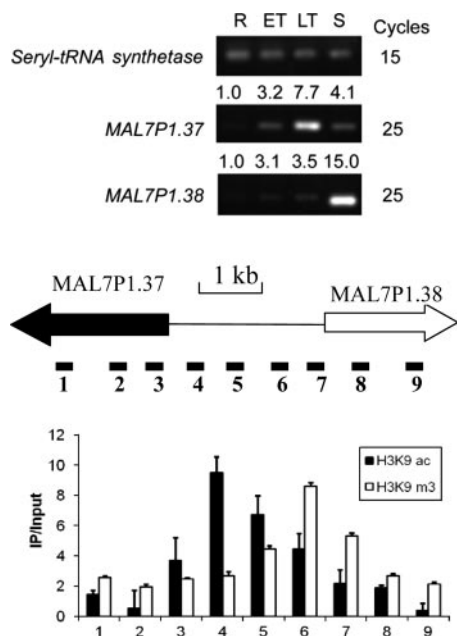 R ET LT S Cycles
Seryl-tRNA synthetase 15
1.0 3.2 7.7 4.1
MAL7P1.37 25
1.0 3.1 3.5 15.0
MAL7P1.38 25
MAL7P1.37 1 kb MAL7P1.38
1 2 3 4 5 6 7 8 9
IP/Input
12
10
8
6
4
2
0
H3K9 ac
H3K9 m3
1 2 3 4 5 6 7 8 9